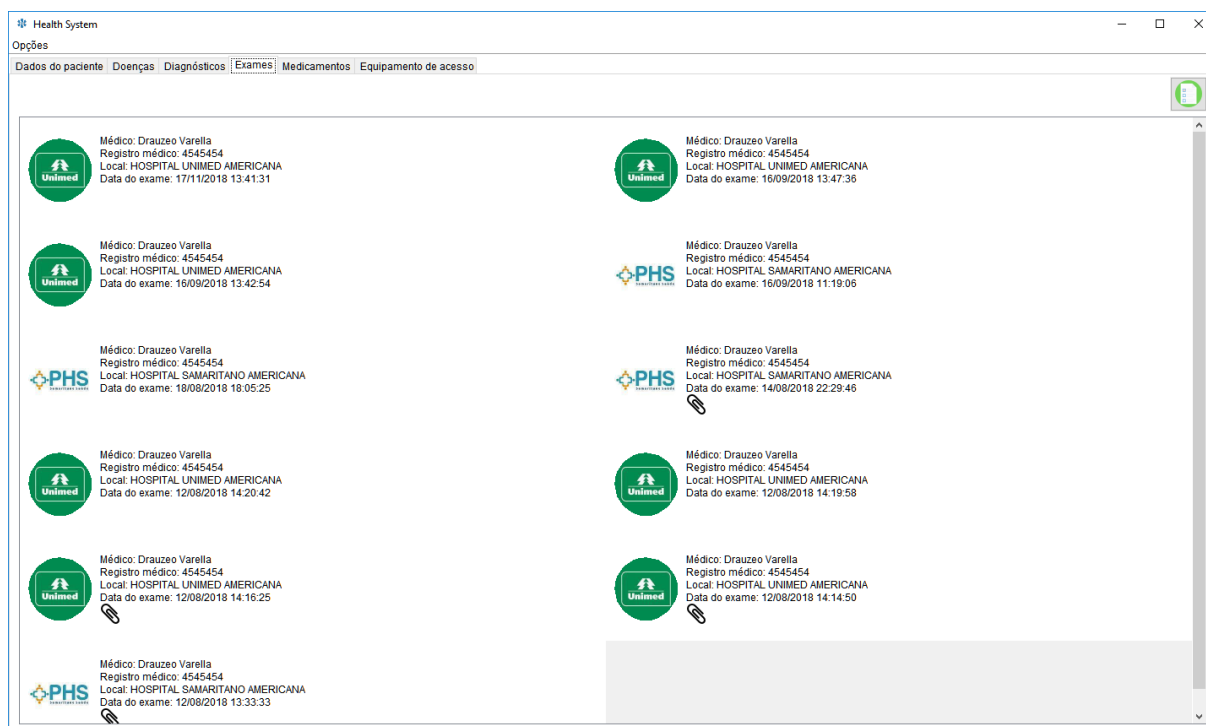 Health System
Opções
Dados do paciente Doenças Diagnósticos Exames Medicamentos Equipamento de acesso
Unimed
Médico: Drauzeo Varella
Registro médico: 4545454
Local: HOSPITAL UNIMED AMERICANA
Data do exame: 17/11/2018 13:41:31
Unimed
Médico: Drauzeo Varella
Registro médico: 4545454
Local: HOSPITAL UNIMED AMERICANA
Data do exame: 16/09/2018 13:47:36
Unimed
Médico: Drauzeo Varella
Registro médico: 4545454
Local: HOSPITAL UNIMED AMERICANA
Data do exame: 16/09/2018 13:42:54
PHS
Médico: Drauzeo Varella
Registro médico: 4545454
Local: HOSPITAL SAMARITANO AMERICANA
Data do exame: 16/09/2018 11:19:06
PHS
Médico: Drauzeo Varella
Registro médico: 4545454
Local: HOSPITAL SAMARITANO AMERICANA
Data do exame: 18/08/2018 18:05:25
PHS
Médico: Drauzeo Varella
Registro médico: 4545454
Local: HOSPITAL SAMARITANO AMERICANA
Data do exame: 14/08/2018 22:29:46
Unimed
Médico: Drauzeo Varella
Registro médico: 4545454
Local: HOSPITAL UNIMED AMERICANA
Data do exame: 12/08/2018 14:20:42
Unimed
Médico: Drauzeo Varella
Registro médico: 4545454
Local: HOSPITAL UNIMED AMERICANA
Data do exame: 12/08/2018 14:19:58
Unimed
Médico: Drauzeo Varella
Registro médico: 4545454
Local: HOSPITAL UNIMED AMERICANA
Data do exame: 12/08/2018 14:16:25
Unimed
Médico: Drauzeo Varella
Registro médico: 4545454
Local: HOSPITAL UNIMED AMERICANA
Data do exame: 12/08/2018 14:14:50
PHS
Médico: Drauzeo Varella
Registro médico: 4545454
Local: HOSPITAL SAMARITANO AMERICANA
Data do exame: 12/08/2018 13:33:33